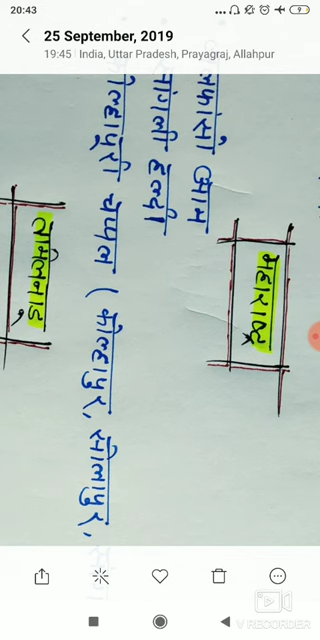 20:43
9
25 September, 2019
19:45 India, Uttar Pradesh, Prayagraj, Allahpur
महाराष्ट्र
आम
सांगली हल्दी
कोल्हापुरी चप्पल ( कोल्हापुर, सोलापुर,
तामिलनाडु
V RECORDER